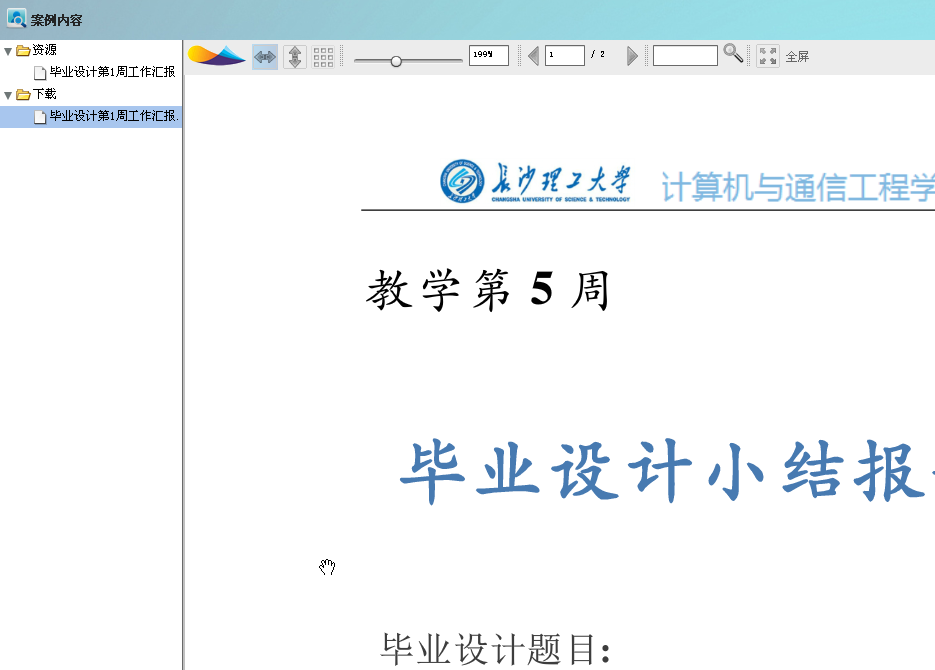 案例内容
资源
毕业设计第1周工作汇报
下载
毕业设计第1周工作汇报.
199%
1
/ 2
全屏
长沙理工大学
CHANGSHA UNIVERSITY OF SCIENCE & TECHNOLOGY
计算机与通信工程学
教学第 5 周
毕业设计小结报
毕业设计题目: